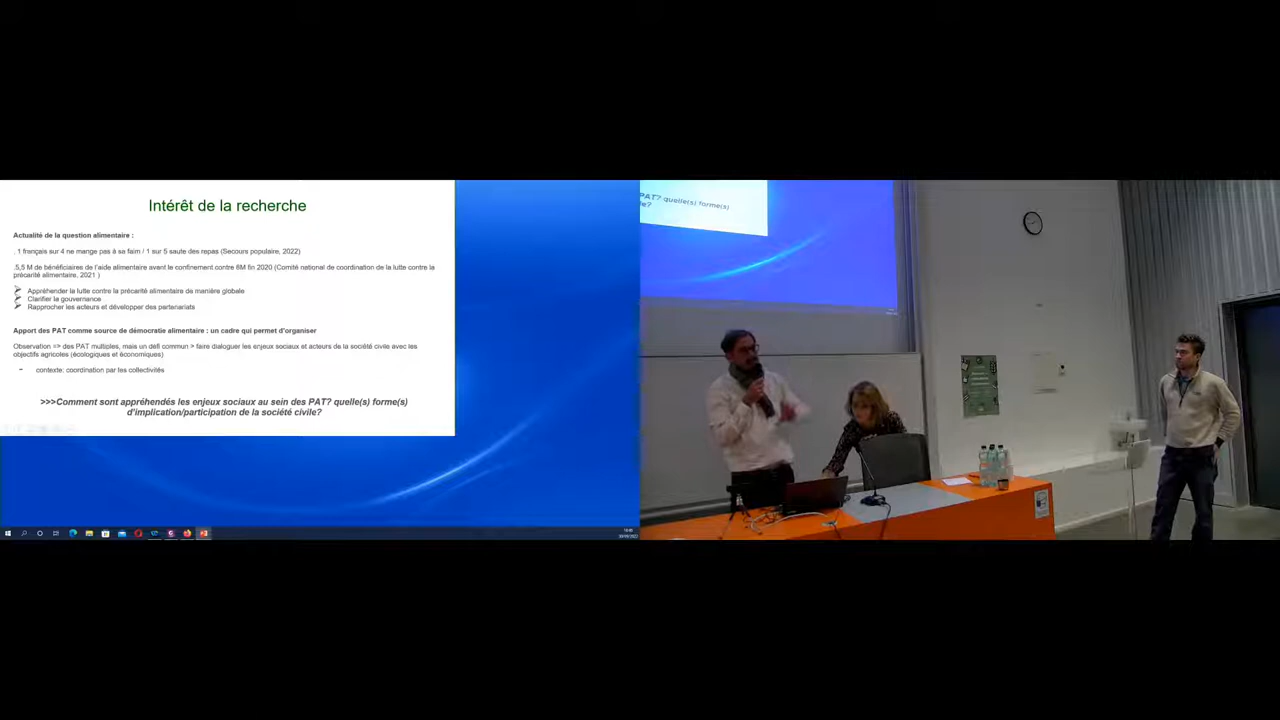 Intérêt de la recherche
Actualité de la question alimentaire :
. 1 français sur 4 ne mange pas à sa faim / 1 sur 5 saute des repas (Secours populaire, 2022)
.5,5 M de bénéficiaires de l'aide alimentaire avant le confinement contre 6M fin 2020 (Comité national de coordination de la lutte contre la
précarité alimentaire, 2021 )
Appréhender la lutte contre la précarité alimentaire de manière globale
Clarifier la gouvernance
Rapprocher les acteurs et développer des partenariats
Apport des PAT comme source de démocratie alimentaire : un cadre qui permet d'organiser
Observation => des PAT multiples, mais un défi commun > faire dialoguer les enjeux sociaux et acteurs de la société civile avec les
objectifs agricoles (écologiques et économiques)
- contexte: coordination par les collectivités
>>>Comment sont appréhendés les enjeux sociaux au sein des PAT? quelle(s) forme(s)
d'implication/participation de la société civile?
PAT? quelle(s) forme(s)
le?